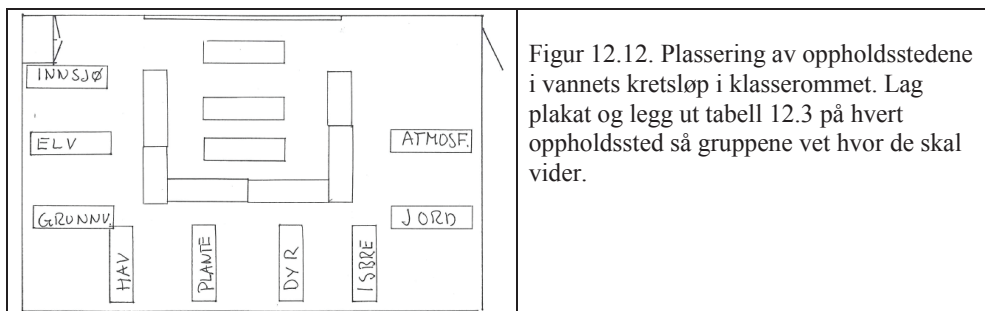 INNSJØ
ELV
GRUNNV.
HAV
PLANTE
DYR
ISBRE
ATMOSF.
JORD
Figur 12.12. Plassering av oppholdsstedene
i vannets kretsløp i klasserommet. Lag
plakat og legg ut tabell 12.3 på hvert
oppholdssted så gruppene vet hvor de skal
vider.